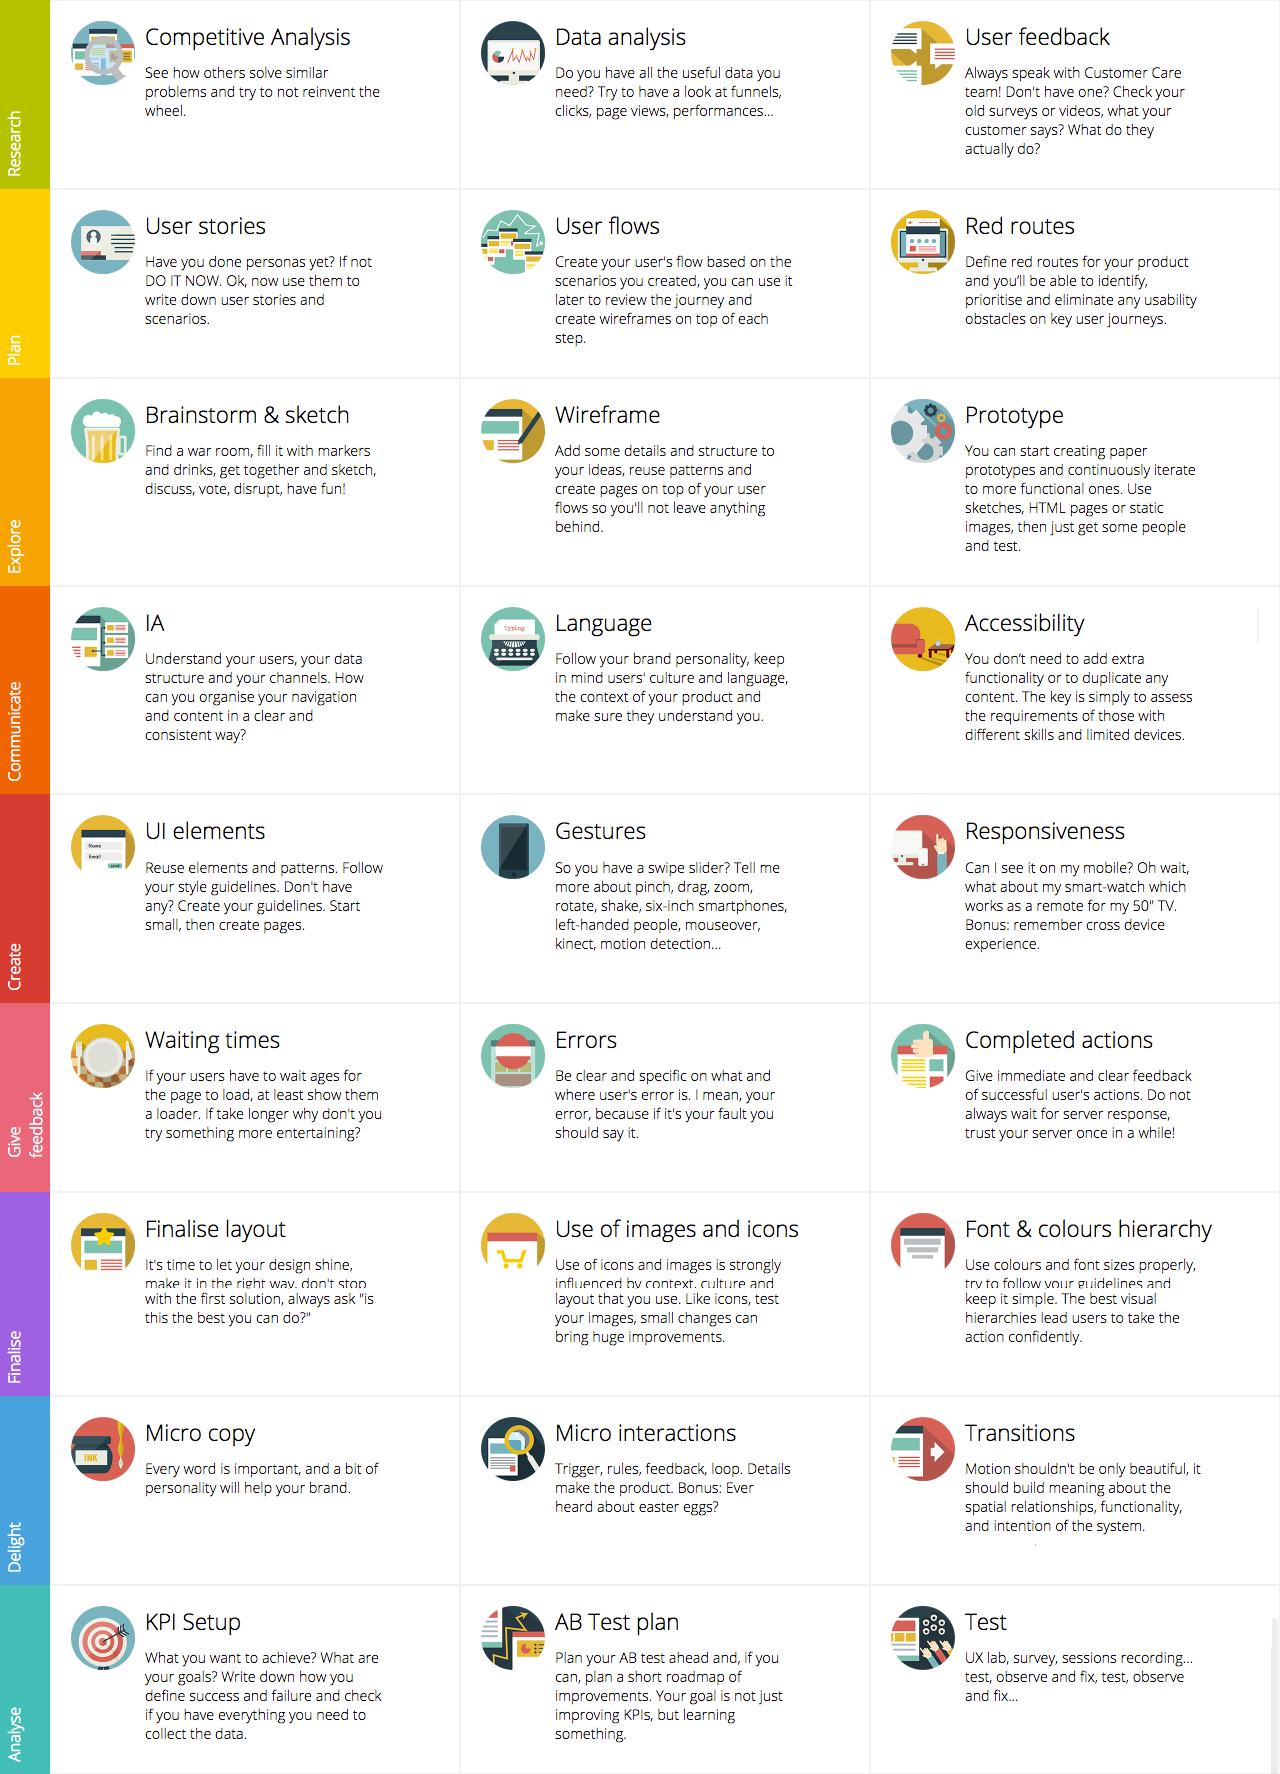 Research
Competitive Analysis
See how others solve similar
problems and try to not reinvent the
wheel.
Data analysis
Do you have all the useful data you
need? Try to have a look at funnels,
clicks, page views, performances...
User feedback
Always speak with Customer Care
team! Don't have one? Check your
old surveys or videos, what your
customer says? What do they
actually do?
Plan
User stories
Have you done personas yet? If not
DO IT NOW. Ok, now use them to
write down user stories and
scenarios.
User flows
Create your user's flow based on the
scenarios you created, you can use it
later to review the journey and
create wireframes on top of each
step.
Red routes
Define red routes for your product
and you’ll be able to identify,
prioritise and eliminate any usability
obstacles on key user journeys.
Explore
Brainstorm & sketch
Find a war room, fill it with markers
and drinks, get together and sketch,
discuss, vote, disrupt, have fun!
Wireframe
Add some details and structure to
your ideas, reuse patterns and
create pages on top of your user
flows so you'll not leave anything
behind.
Prototype
You can start creating paper
prototypes and continuously iterate
to more functional ones. Use
sketches, HTML pages or static
images, then just get some people
and test.
Communicate
IA
Understand your users, your data
structure and your channels. How
can you organise your navigation
and content in a clear and
consistent way?
Typing
Language
Follow your brand personality, keep
in mind users' culture and language,
the context of your product and
make sure they understand you.
Accessibility
You don’t need to add extra
functionality or to duplicate any
content. The key is simply to assess
the requirements of those with
different skills and limited devices.
Create
Name
Email
send
UI elements
Reuse elements and patterns. Follow
your style guidelines. Don't have
any? Create your guidelines. Start
small, then create pages.
Gestures
So you have a swipe slider? Tell me
more about pinch, drag, zoom,
rotate, shake, six-inch smartphones,
left-handed people, mouseover,
kinect, motion detection...
Responsiveness
Can I see it on my mobile? Oh wait,
what about my smart-watch which
works as a remote for my 50" TV.
Bonus: remember cross device
experience.
Give
feedback
Waiting times
If your users have to wait ages for
the page to load, at least show them
a loader. If take longer why don't you
try something more entertaining?
Errors
Be clear and specific on what and
where user's error is. I mean, your
error, because if it's your fault you
should say it.
Completed actions
Give immediate and clear feedback
of successful user's actions. Do not
always wait for server response,
trust your server once in a while!
Finalise
Finalise layout
It's time to let your design shine,
make it in the right way, don't stop
with the first solution, always ask "is
this the best you can do?"
Use of images and icons
Use of icons and images is strongly
influenced by context, culture and
layout that you use. Like icons, test
your images, small changes can
bring huge improvements.
Font & colours hierarchy
Use colours and font sizes properly,
try to follow your guidelines and
keep it simple. The best visual
hierarchies lead users to take the
action confidently.
Delight
INK
Micro copy
Every word is important, and a bit of
personality will help your brand.
Micro interactions
Trigger, rules, feedback, loop. Details
make the product. Bonus: Ever
heard about easter eggs?
Transitions
Motion shouldn't be only beautiful, it
should build meaning about the
spatial relationships, functionality,
and intention of the system.
Analyse
KPI Setup
What you want to achieve? What are
your goals? Write down how you
define success and failure and check
if you have everything you need to
collect the data.
AB Test plan
Plan your AB test ahead and, if you
can, plan a short roadmap of
improvements. Your goal is not just
improving KPIs, but learning
something.
Test
UX lab, survey, sessions recording...
test, observe and fix, test, observe
and fix...